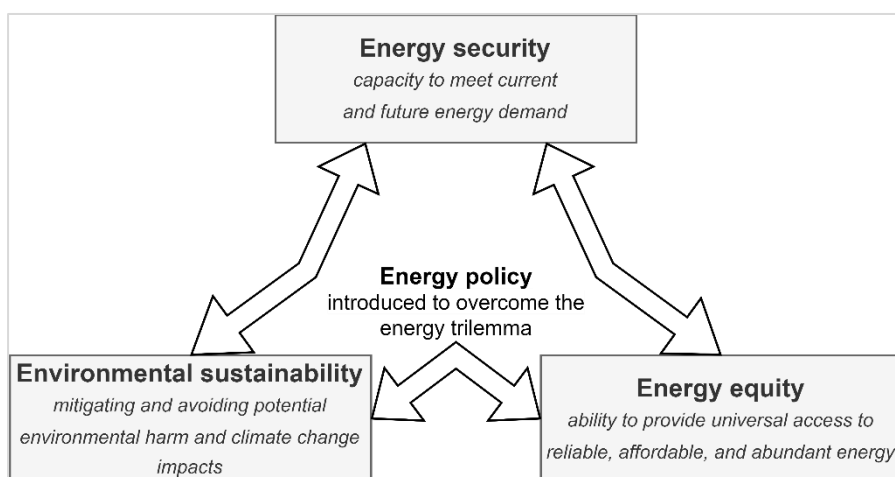 Energy security
capacity to meet current
and future energy demand
Energy policy
introduced to overcome the
energy trilemma
Environmental sustainability
mitigating and avoiding potential
environmental harm and climate change
impacts
Energy equity
ability to provide universal access to
reliable, affordable, and abundant energy